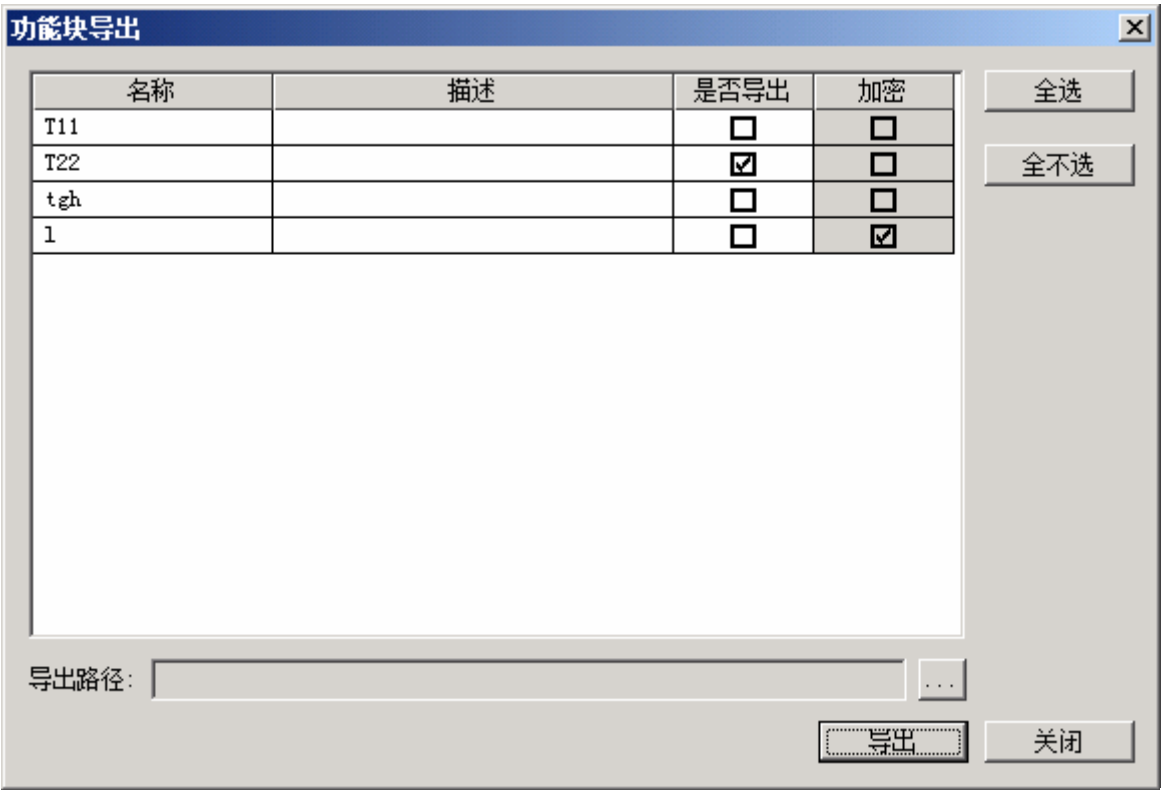 功能块导出
名称 描述 是否导出 加密
T11
T22
tgh
l
全选
全不选
导出路径:
...
导出 关闭